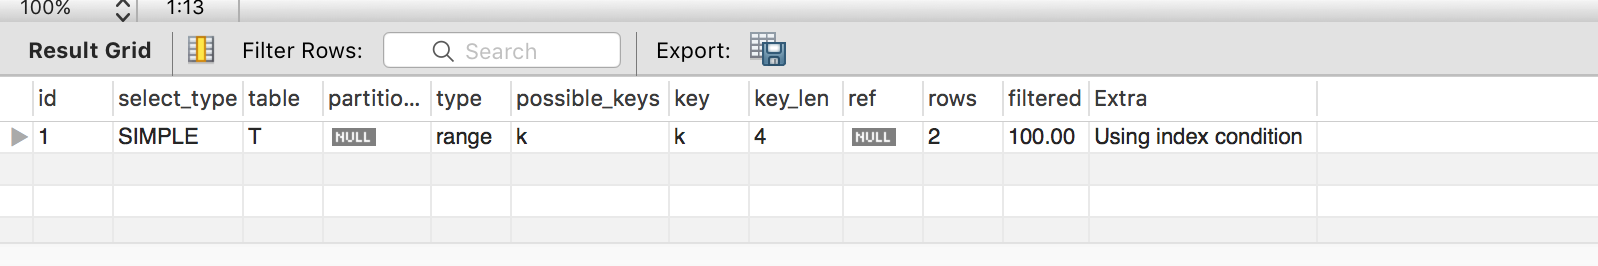 100% 1:13
Result Grid Filter Rows: Search Export:
id select_type table partitio... type possible_keys key key_len ref rows filtered Extra
1 SIMPLE T NULL range k k 4 NULL 2 100.00 Using index condition